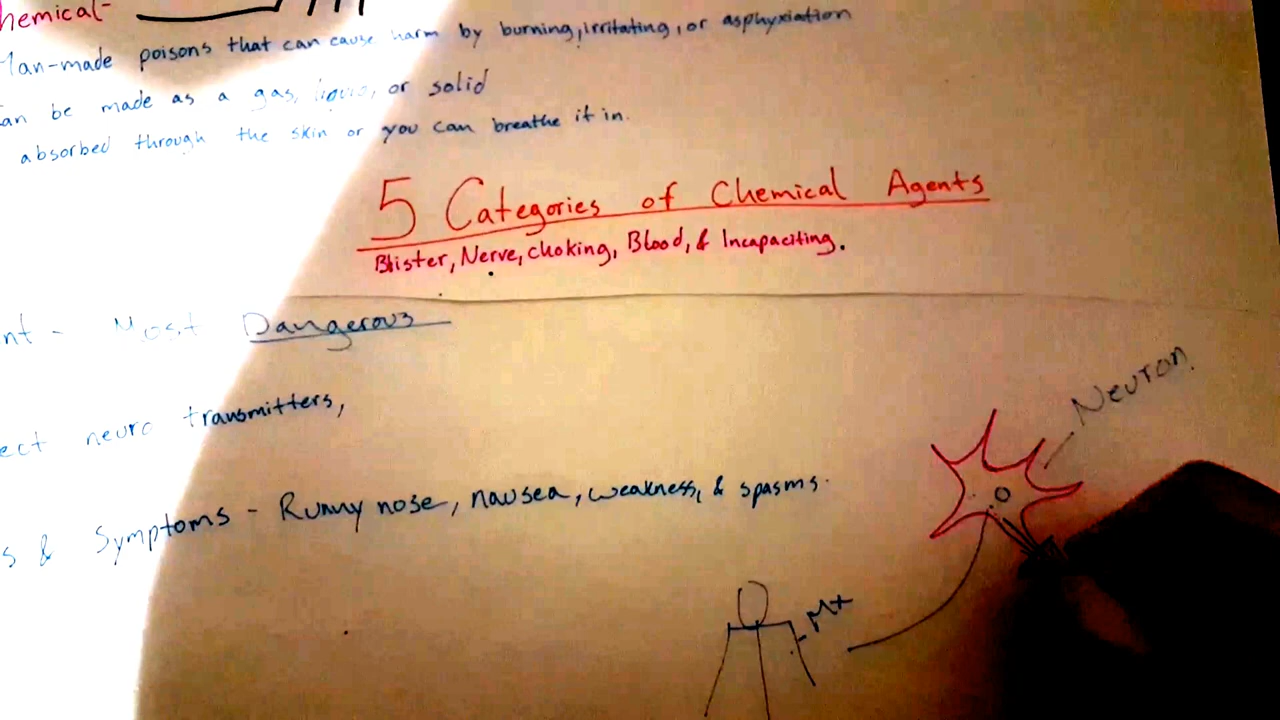 hemical-
Man-made poisons that can cause harm by burning, irritating, or asphyxiation
an be made as a gas, liquid, or solid
absorbed through the skin or you can breathe it in.
5 Categories of Chemical Agents
Blister, Nerve, choking, Blood, & Incapaciting.
nt - Most Dangerous
ect neuro transmitters,
s & Symptoms - Runny nose, nausea, weakness, & spasms.
Neuron.